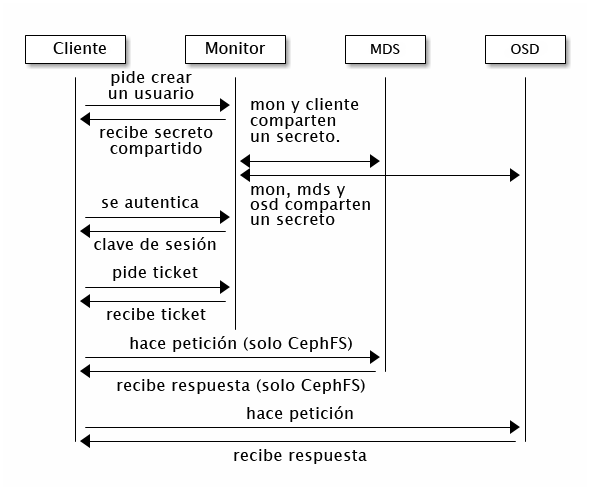 Cliente
Monitor
MDS
OSD
pide crear
un usuario
mon y cliente
comparten
un secreto.
recibe secreto
compartido
mon, mds y
osd comparten
un secreto
se autentica
clave de sesión
pide ticket
recibe ticket
hace petición (solo CephFS)
recibe respuesta (solo CephFS)
hace petición
recibe respuesta